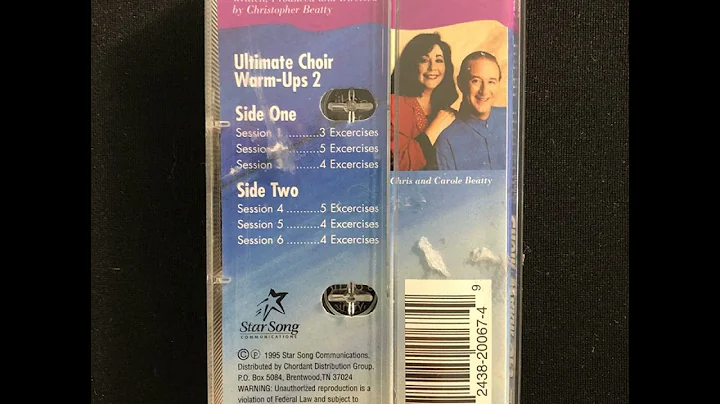 by Christopher Beatty
Ultimate Choir
Warm-Ups 2
Side One
Session 1 ..........3 Excercises
Session ..........5 Excercises
Session 3 ..........4 Excercises
Side Two
Session 4 ..........5 Excercises
Session 5 ..........4 Excercises
Session 6 ..........4 Excercises
Chris and Carole Beatty
Star Song
COMMUNICATIONS
© ℗ 1995 Star Song Communications.
Distributed by Chordant Distribution Group.
P.O. Box 5084, Brentwood,TN 37024
WARNING: Unauthorized reproduction is a
violation of Federal Law and subject to
2438-20067-4
9